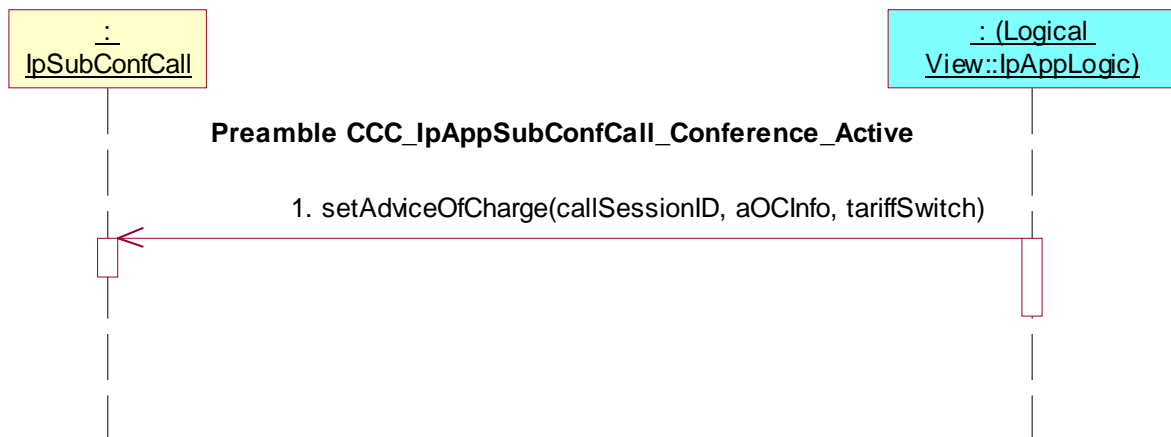 :
IpSubConfCall
: (Logical
View::IpAppLogic)
Preamble CCC_IpAppSubConfCall_Conference_Active
1. setAdviceOfCharge(callSessionID, aOCInfo, tariffSwitch)